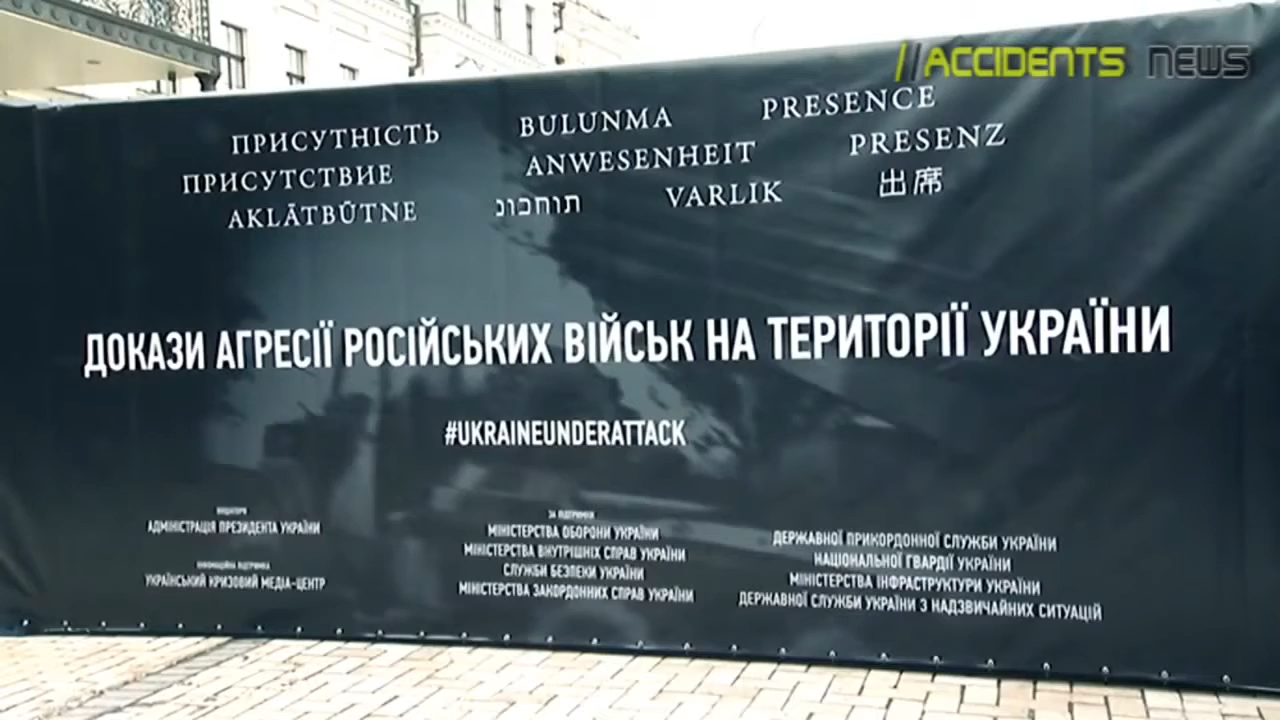 //ACCIDENTS NEWS
ПРИСУТНІСТЬ BULUNMA PRESENCE
ПРИСУТСТВИЕ ANWESENHEIT PRESENZ
AKLĀTBŪTNE נוכחות VARLIK 出席
ДОКАЗИ АГРЕСІЇ РОСІЙСЬКИХ ВІЙСЬК НА ТЕРИТОРІЇ УКРАЇНИ
#UKRAINEUNDERATTACK
АДМІНІСТРАЦІЯ ПРЕЗИДЕНТА УКРАЇНИ
ІНФОРМАЦІЙНА ПІДТРИМКА
УКРАЇНСЬКИЙ КРИЗОВИЙ МЕДІА-ЦЕНТР
ЗА ПІДТРИМКИ
МІНІСТЕРСТВА ОБОРОНИ УКРАЇНИ
МІНІСТЕРСТВА ВНУТРІШНІХ СПРАВ УКРАЇНИ
СЛУЖБИ БЕЗПЕКИ УКРАЇНИ
МІНІСТЕРСТВА ЗАКОРДОННИХ СПРАВ УКРАЇНИ
ДЕРЖАВНОЇ ПРИКОРДОННОЇ СЛУЖБИ УКРАЇНИ
НАЦІОНАЛЬНОЇ ГВАРДІЇ УКРАЇНИ
МІНІСТЕРСТВА ІНФРАСТРУКТУРИ УКРАЇНИ
ДЕРЖАВНОЇ СЛУЖБИ УКРАЇНИ З НАДЗВИЧАЙНИХ СИТУАЦІЙ